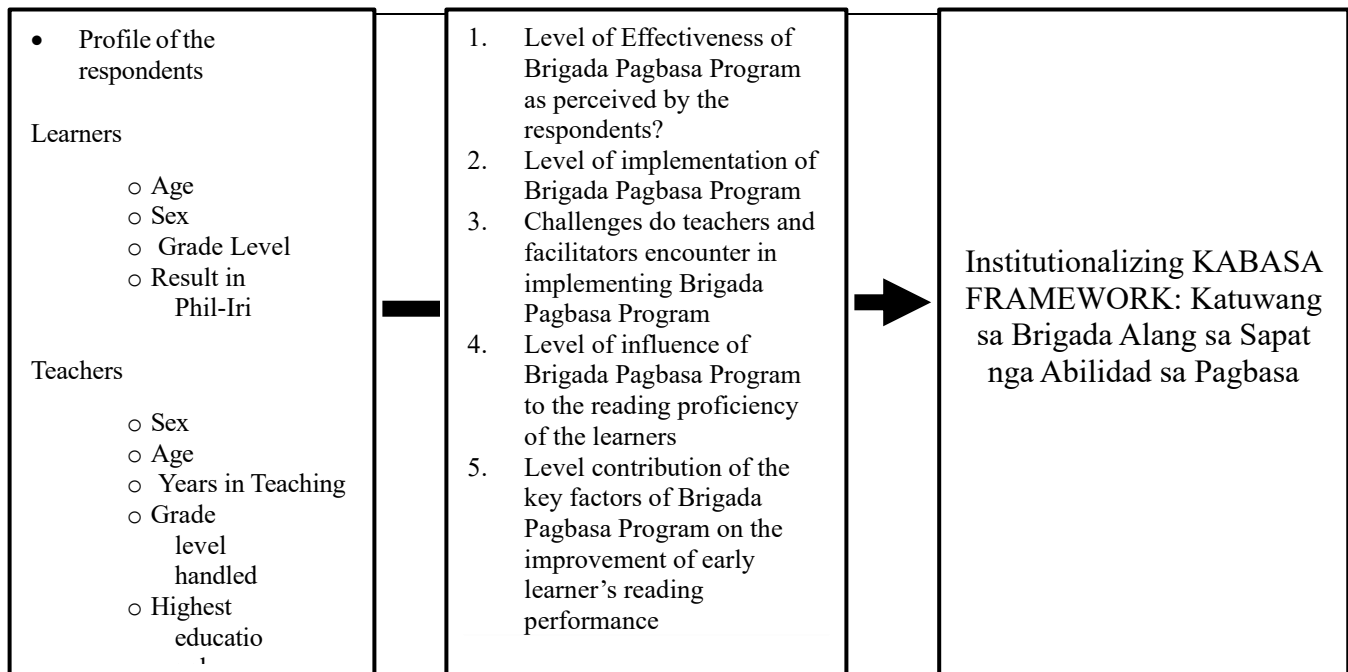 • Profile of the
respondents
Learners
o Age
o Sex
o Grade Level
o Result in
Phil-Iri
Teachers
o Sex
o Age
o Years in Teaching
o Grade
level
handled
o Highest
educatio
1. Level of Effectiveness of
Brigada Pagbasa Program
as perceived by the
respondents?
2. Level of implementation of
Brigada Pagbasa Program
3. Challenges do teachers and
facilitators encounter in
implementing Brigada
Pagbasa Program
4. Level of influence of
Brigada Pagbasa Program
to the reading proficiency
of the learners
5. Level contribution of the
key factors of Brigada
Pagbasa Program on the
improvement of early
learner’s reading
performance
Institutionalizing KABASA
FRAMEWORK: Katuwang
sa Brigada Alang sa Sapat
nga Abilidad sa Pagbasa